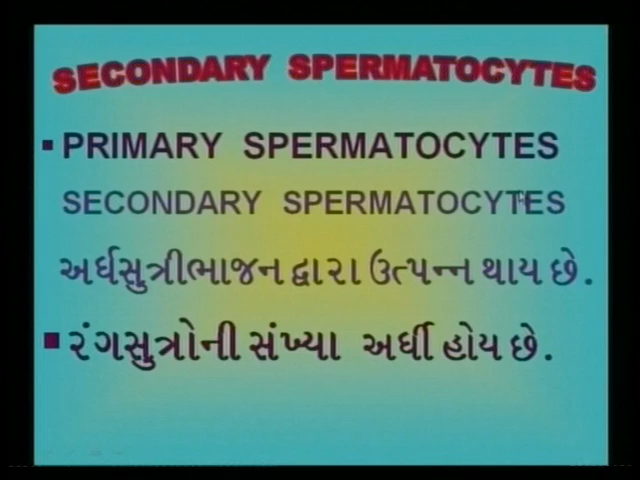 SECONDARY SPERMATOCYTES
▪ PRIMARY SPERMATOCYTES
SECONDARY SPERMATOCYTES
અર્ધસુત્રીભાજન દ્વારા ઉત્પન્ન થાય છે.
▪ રંગસુત્રોની સંખ્યા અર્ધી હોય છે.